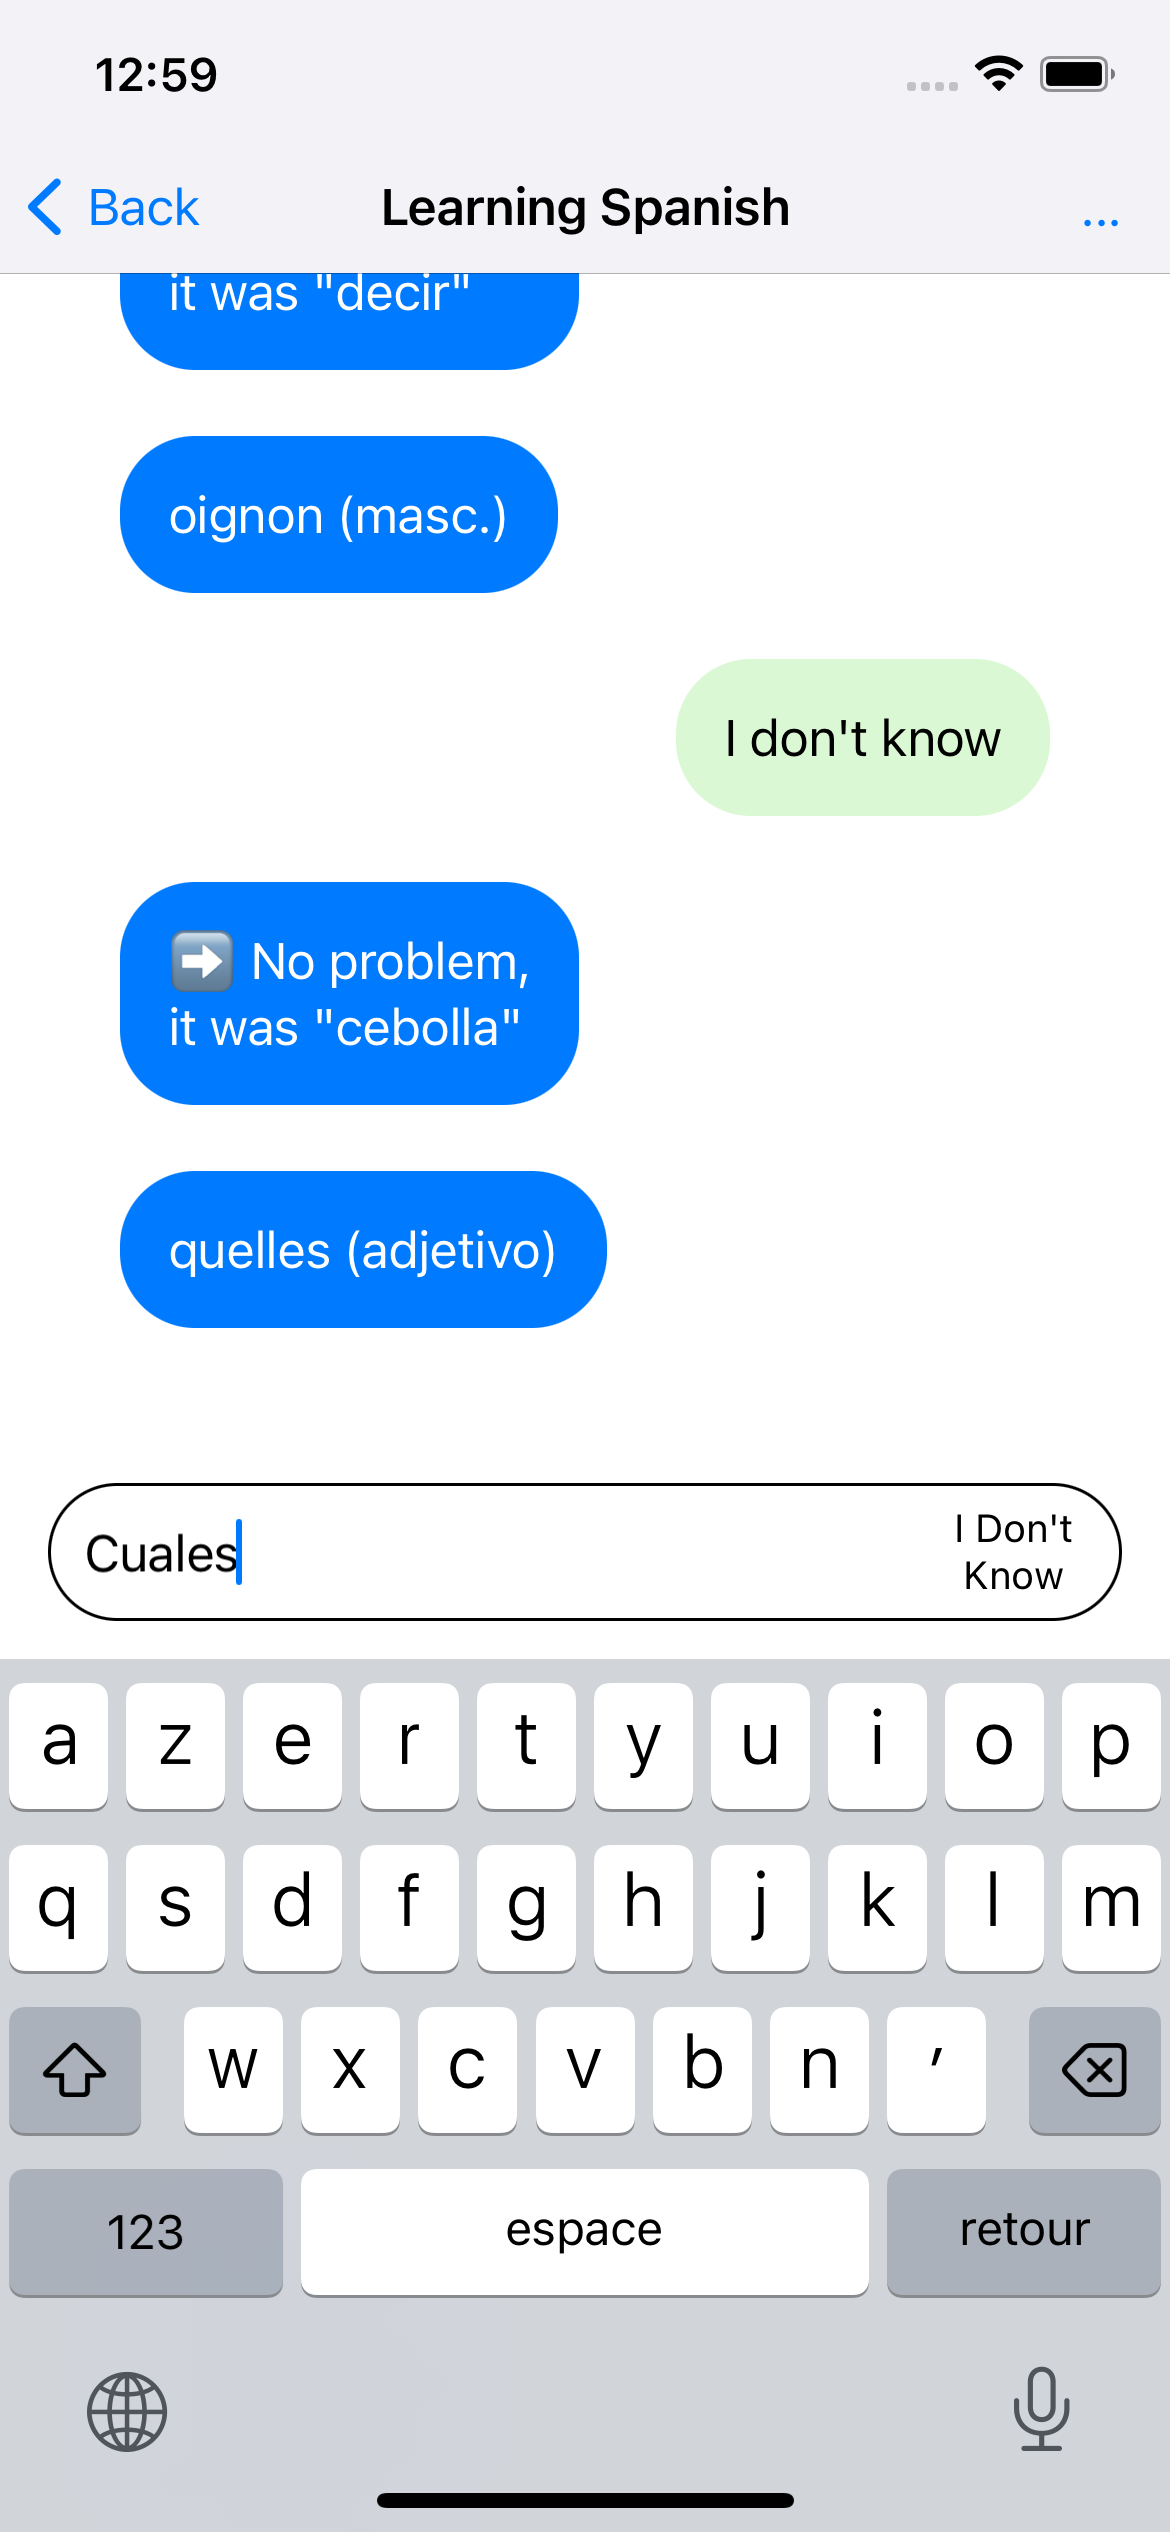 12:59
Back
Learning Spanish
...
it was "decir"
oignon (masc.)
I don't know
➡️ No problem,
it was "cebolla"
quelles (adjetivo)
Cuales
I Don't
Know
a z e r t y u i o p
q s d f g h j k l m
w x c v b n ′
123 espace retour